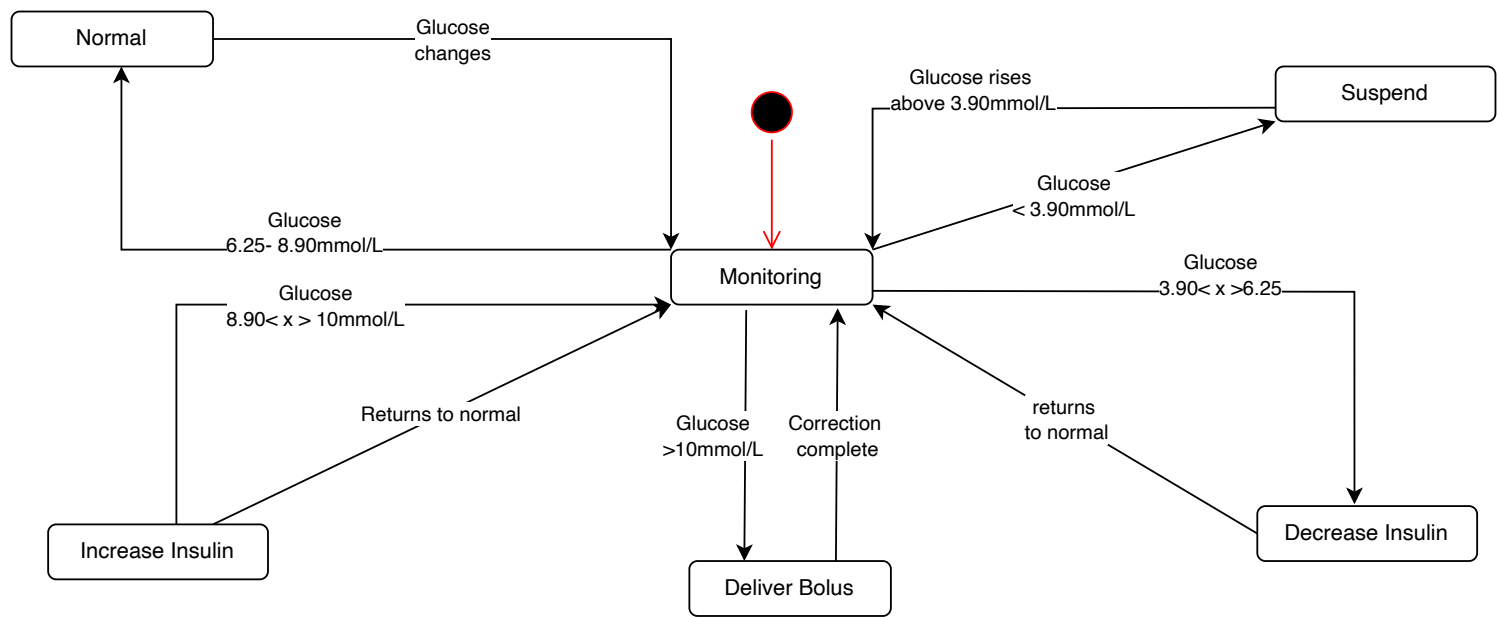 Normal
Glucose
changes
Glucose rises
above 3.90mmol/L
Suspend
Glucose
< 3.90mmol/L
Glucose
6.25- 8.90mmol/L
Monitoring
Glucose
3.90< x >6.25
Glucose
8.90< x > 10mmol/L
Returns to normal
Glucose
>10mmol/L
Correction
complete
returns
to normal
Increase Insulin
Deliver Bolus
Decrease Insulin